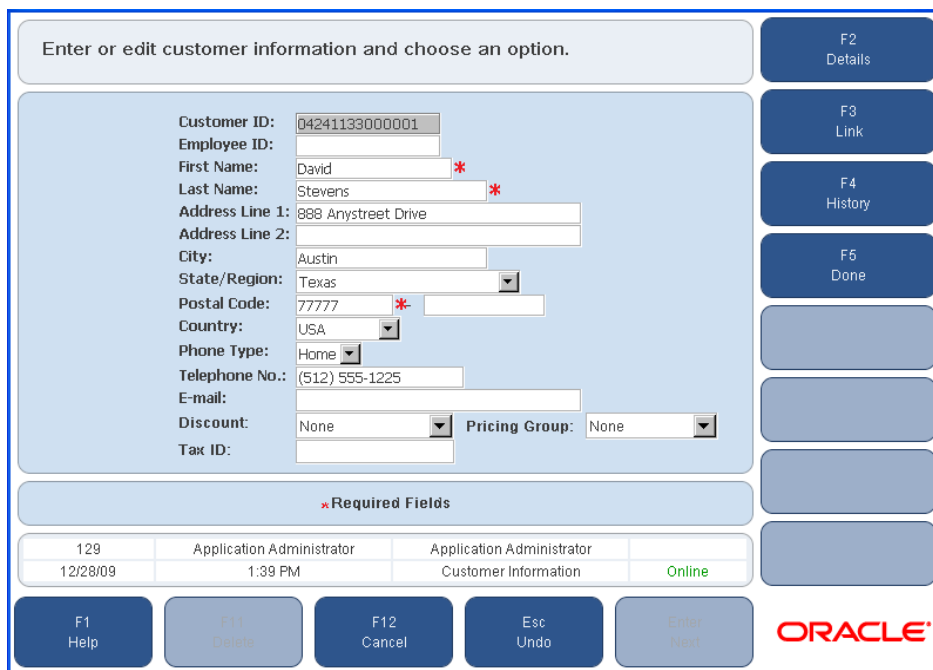 Enter or edit customer information and choose an option.
F2
Details
F3
Link
F4
History
F5
Done
Customer ID: 04241133000001
Employee ID:
First Name: David *
Last Name: Stevens *
Address Line 1: 888 Anystreet Drive
Address Line 2:
City: Austin
State/Region: Texas
Postal Code: 77777 *-
Country: USA
Phone Type: Home
Telephone No.: (512) 555-1225
E-mail:
Discount: None Pricing Group: None
Tax ID:
*Required Fields
129 Application Administrator Application Administrator
12/28/09 1:39 PM Customer Information Online
F1
Help
F11
Delete
F12
Cancel
Esc
Undo
Enter
Next
ORACLE